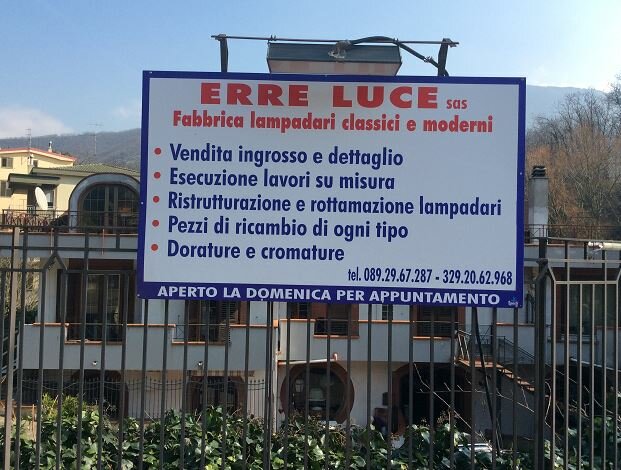 ERRE LUCE sas
Fabbrica lampadari classici e moderni
• Vendita ingrosso e dettaglio
• Esecuzione lavori su misura
• Ristrutturazione e rottamazione lampadari
• Pezzi di ricambio di ogni tipo
• Dorature e cromature
tel. 089.29.67.287 - 329.20.62.968
APERTO LA DOMENICA PER APPUNTAMENTO